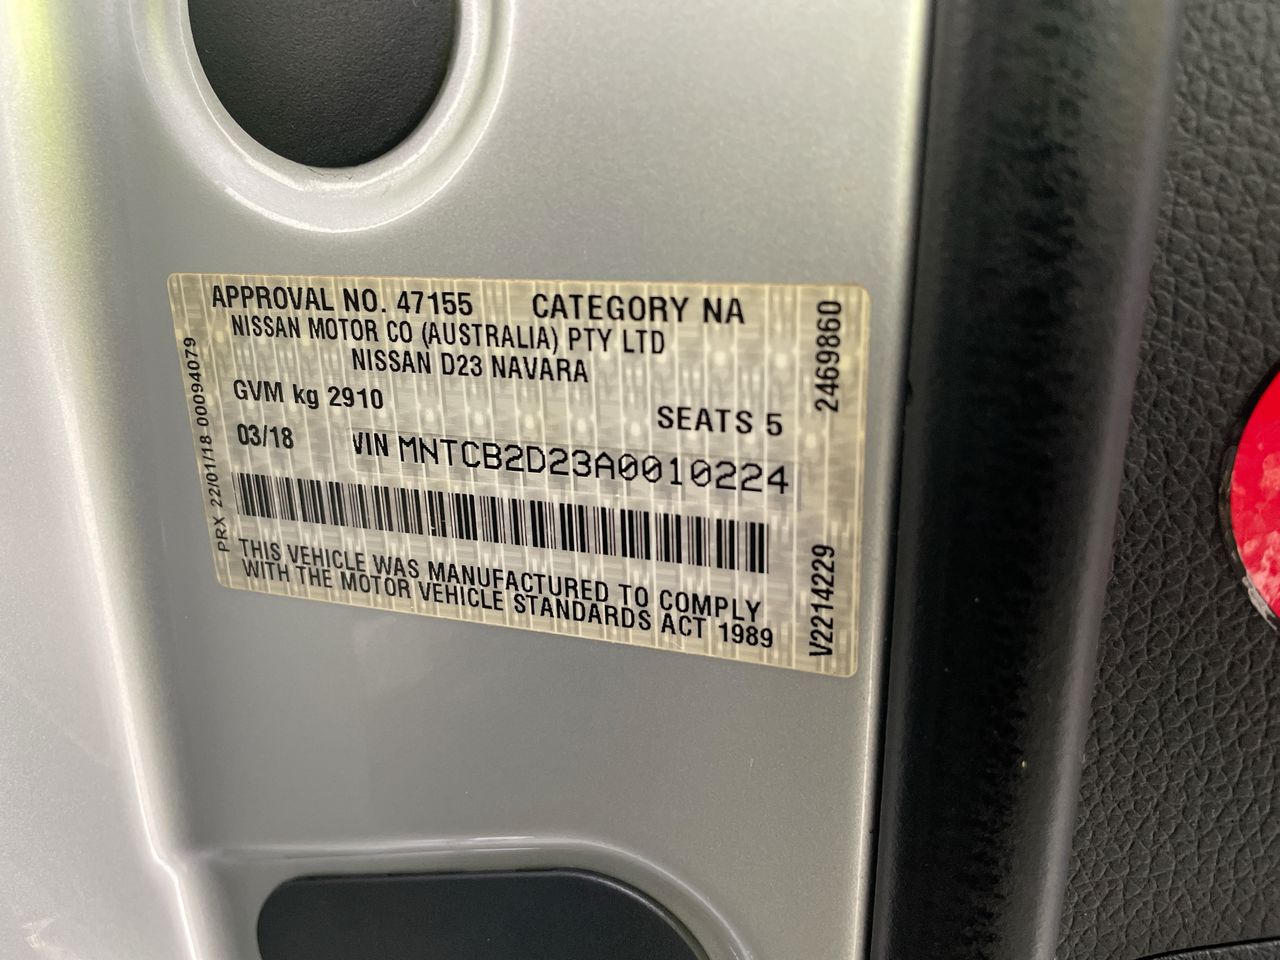 APPROVAL NO. 47155 CATEGORY NA
NISSAN MOTOR CO (AUSTRALIA) PTY LTD
NISSAN D23 NAVARA
GVM kg 2910
SEATS 5
03/18 VIN MNTCB2D23A0010224
THIS VEHICLE WAS MANUFACTURED TO COMPLY
WITH THE MOTOR VEHICLE STANDARDS ACT 1989
PRX 22/01/18 00094079
2469860
V2214229